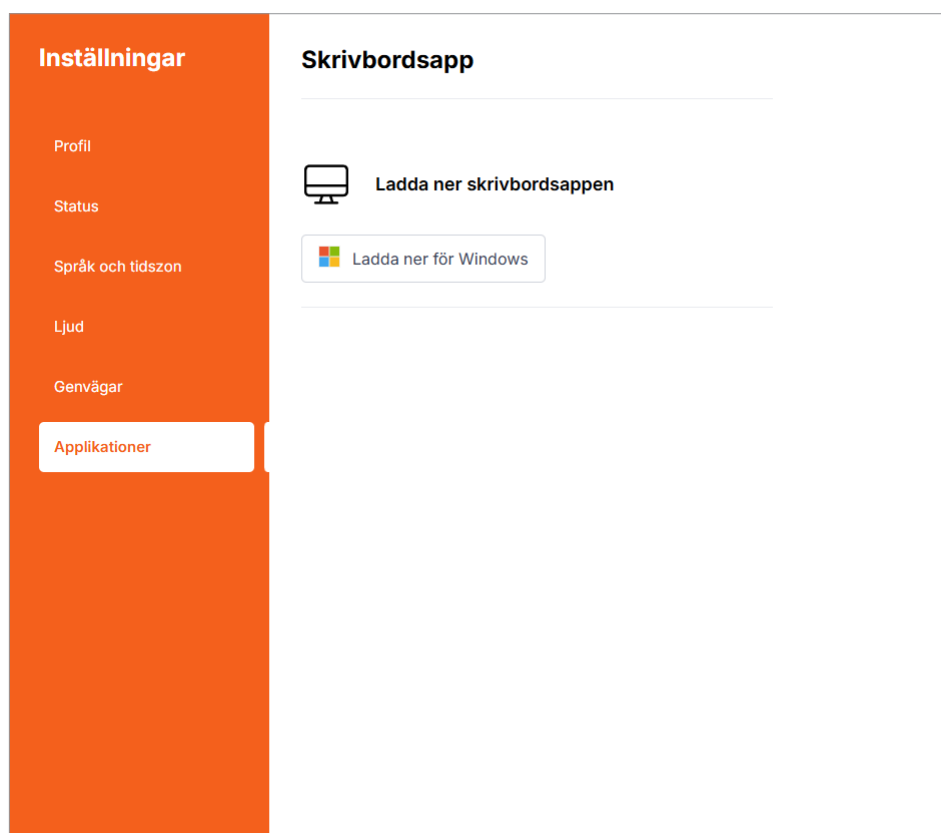 Inställningar
Profil
Status
Språk och tidszon
Ljud
Genvägar
Applikationer
Skrivbordsapp
Ladda ner skrivbordsappen
Ladda ner för Windows